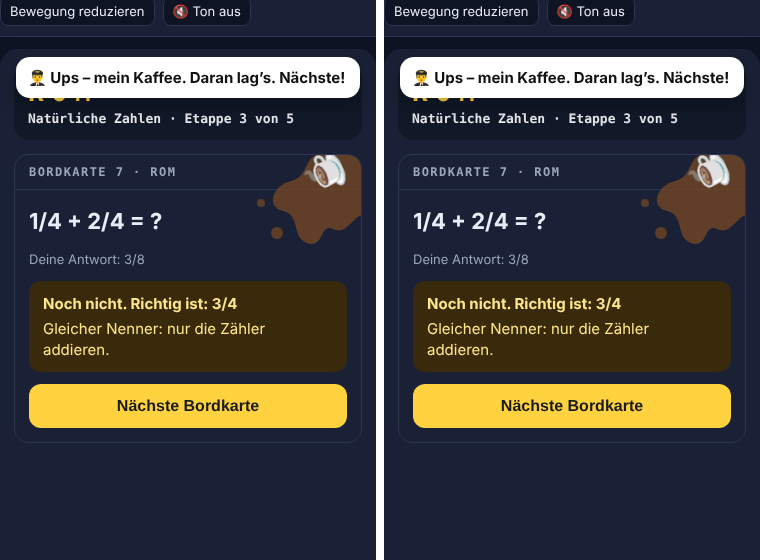 Bewegung reduzieren 🔇 Ton aus
👨‍✈️ Ups – mein Kaffee. Daran lag’s. Nächste!
Natürliche Zahlen · Etappe 3 von 5
BORDKARTE 7 · ROM
1/4 + 2/4 = ?
Deine Antwort: 3/8
Noch nicht. Richtig ist: 3/4
Gleicher Nenner: nur die Zähler
addieren.
Nächste Bordkarte
Bewegung reduzieren 🔇 Ton aus
👨‍✈️ Ups – mein Kaffee. Daran lag’s. Nächste!
Natürliche Zahlen · Etappe 3 von 5
BORDKARTE 7 · ROM
1/4 + 2/4 = ?
Deine Antwort: 3/8
Noch nicht. Richtig ist: 3/4
Gleicher Nenner: nur die Zähler
addieren.
Nächste Bordkarte